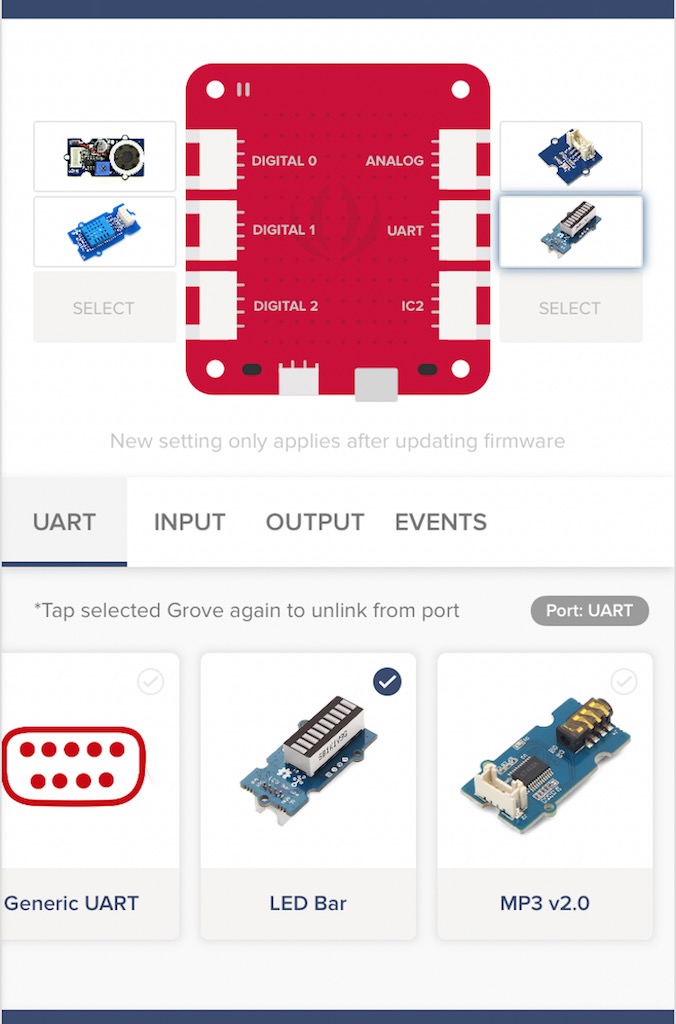 DIGITAL 0
ANALOG
DIGITAL 1
UART
SELECT
DIGITAL 2
IC2
SELECT
New setting only applies after updating firmware
UART
INPUT
OUTPUT
EVENTS
*Tap selected Grove again to unlink from port
Port: UART
Generic UART
LED Bar
MP3 v2.0